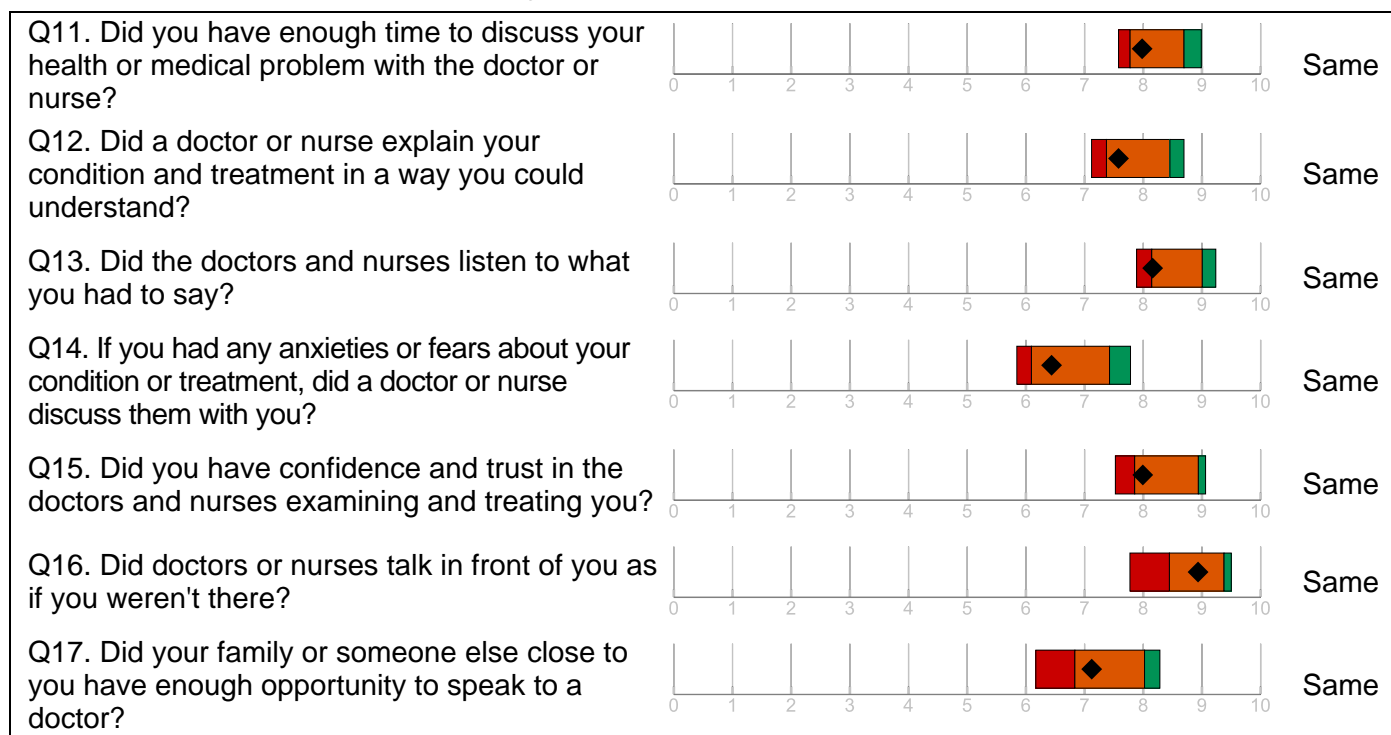 Q11. Did you have enough time to discuss your
health or medical problem with the doctor or
nurse?
0 1 2 3 4 5 6 7 8 9 10
Same
Q12. Did a doctor or nurse explain your
condition and treatment in a way you could
understand?
0 1 2 3 4 5 6 7 8 9 10
Same
Q13. Did the doctors and nurses listen to what
you had to say?
0 1 2 3 4 5 6 7 8 9 10
Same
Q14. If you had any anxieties or fears about your
condition or treatment, did a doctor or nurse
discuss them with you?
0 1 2 3 4 5 6 7 8 9 10
Same
Q15. Did you have confidence and trust in the
doctors and nurses examining and treating you?
0 1 2 3 4 5 6 7 8 9 10
Same
Q16. Did doctors or nurses talk in front of you as
if you weren't there?
0 1 2 3 4 5 6 7 8 9 10
Same
Q17. Did your family or someone else close to
you have enough opportunity to speak to a
doctor?
0 1 2 3 4 5 6 7 8 9 10
Same